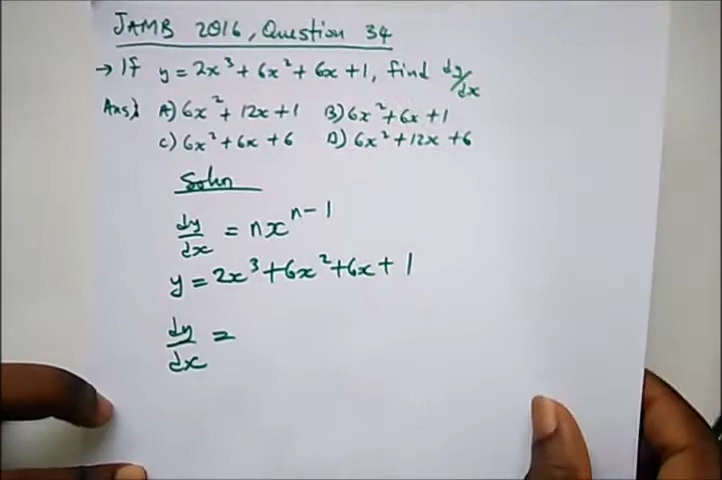 JAMB 2016, Question 34
→ If y = 2x³ + 6x² + 6x + 1, find dy/dx
Ans) A) 6x² + 12x + 1 B) 6x² + 6x + 1
C) 6x² + 6x + 6 D) 6x² + 12x + 6
Soln
dy/dx = nx^(n-1)
y = 2x³ + 6x² + 6x + 1
dy/dx =